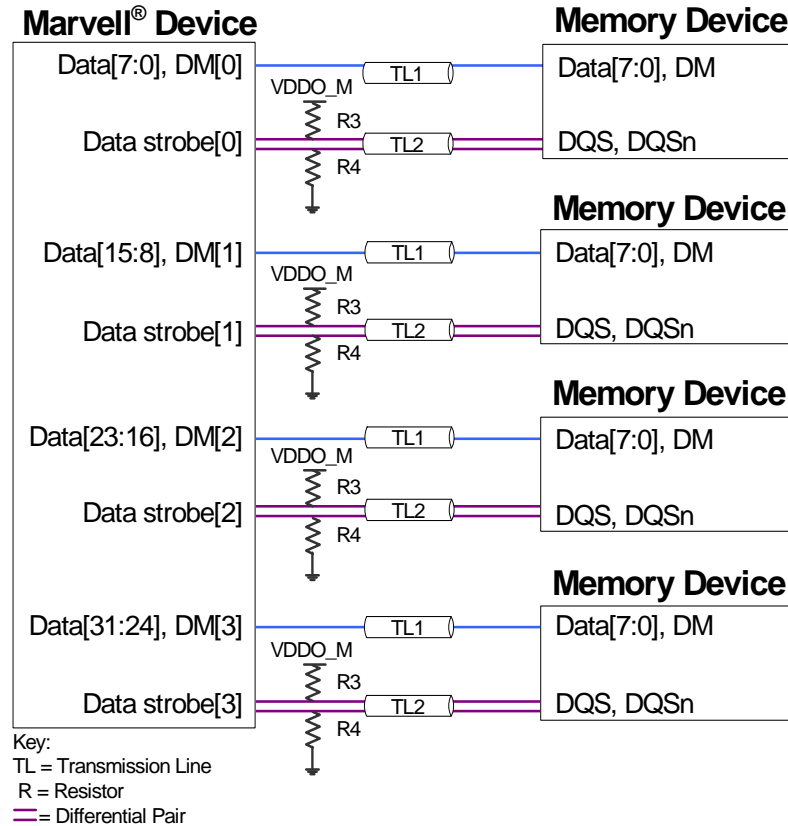 Marvell® Device
Memory Device
Data[7:0], DM[0]
TL1
Data[7:0], DM
VDDO_M
R3
Data strobe[0]
TL2
DQS, DQSn
R4
Memory Device
Data[15:8], DM[1]
TL1
Data[7:0], DM
VDDO_M
R3
Data strobe[1]
TL2
DQS, DQSn
R4
Memory Device
Data[23:16], DM[2]
TL1
Data[7:0], DM
VDDO_M
R3
Data strobe[2]
TL2
DQS, DQSn
R4
Memory Device
Data[31:24], DM[3]
TL1
Data[7:0], DM
VDDO_M
R3
Data strobe[3]
TL2
DQS, DQSn
R4
Key:
TL = Transmission Line
R = Resistor
= Differential Pair